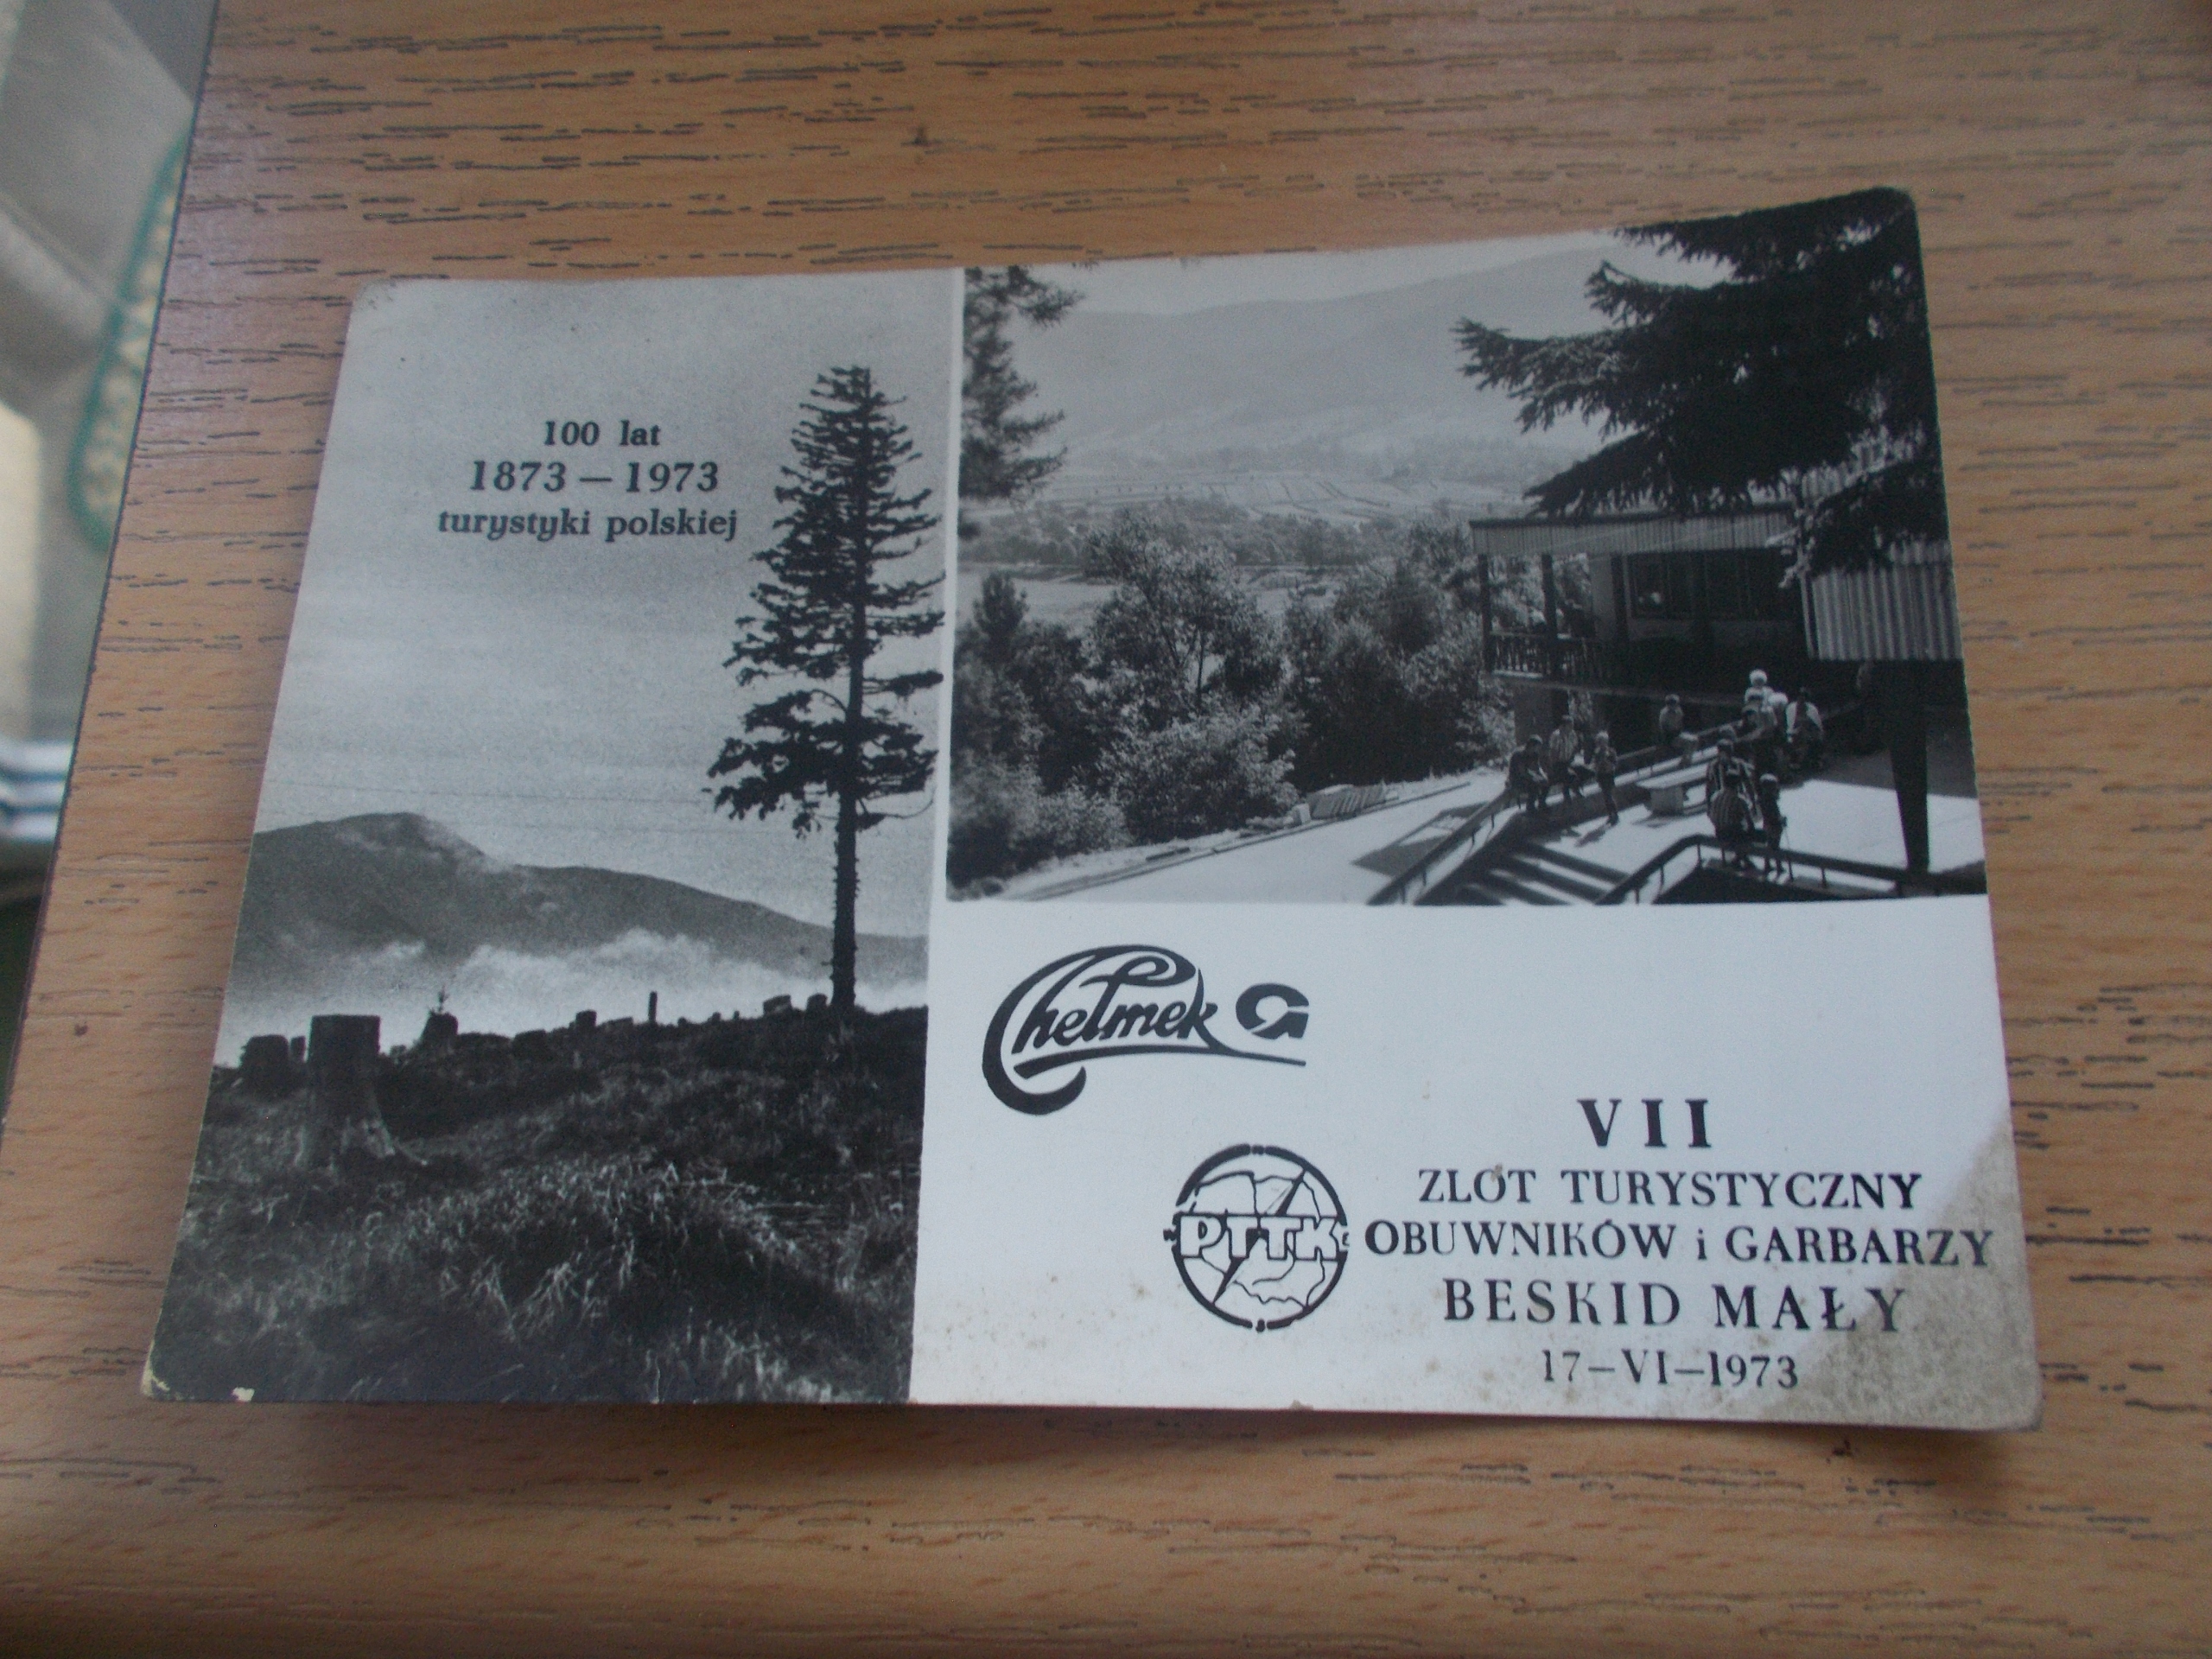 100 lat
1873 — 1973
turystyki polskiej
Chełmek
VII
ZLOT TURYSTYCZNY
PTTK OBUWNIKÓW i GARBARZY
BESKID MAŁY
17—VI—1973